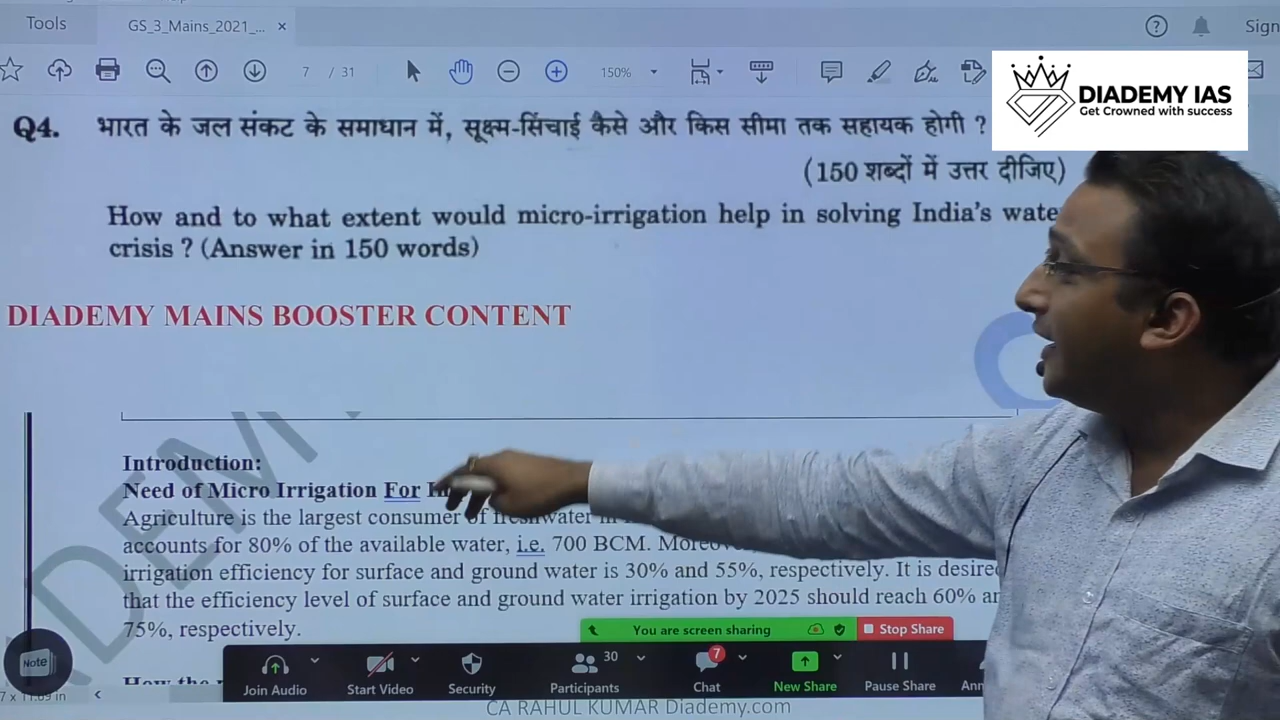 Tools
GS_3_Mains_2021_... ×
Sign
7 / 31
150%
DIADEMY IAS
Get Crowned with success
Q4. भारत के जल संकट के समाधान में, सूक्ष्म-सिंचाई कैसे और किस सीमा तक सहायक होगी ?
(150 शब्दों में उत्तर दीजिए)
How and to what extent would micro-irrigation help in solving India's
crisis ? (Answer in 150 words)
DIADEMY MAINS BOOSTER CONTENT
Introduction:
Need of Micro Irrigation For
Agriculture is the largest consumer of freshwater
accounts for 80% of the available water, i.e. 700 BCM.
irrigation efficiency for surface and ground water is 30% and 55%, respectively. It is desired
that the efficiency level of surface and ground water irrigation by 2025 should reach 60%
75%, respectively.
You are screen sharing
Stop Share
Note
How the
30
7
Join Audio
Start Video
Security
Participants
Chat
New Share
Pause Share
CA RAHUL KUMAR Diademy.com